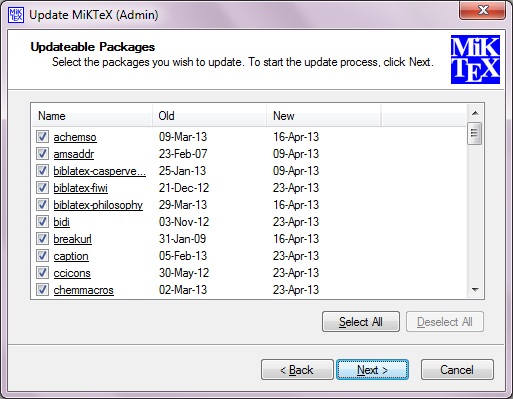 Update MiKTeX (Admin)
Updateable Packages
Select the packages you wish to update. To start the update process, click Next.
MiK
TEX
Name Old New
achemso 09-Mar-13 16-Apr-13
amsaddr 23-Feb-07 09-Apr-13
biblatex-casperve... 25-Jan-13 09-Apr-13
biblatex-fiwi 21-Dec-12 23-Apr-13
biblatex-philosophy 29-Mar-13 16-Apr-13
bidi 03-Nov-12 23-Apr-13
breakurl 31-Jan-09 16-Apr-13
caption 05-Feb-13 23-Apr-13
ccicons 30-May-12 23-Apr-13
chemmacros 02-Mar-13 23-Apr-13
Select All Deselect All
< Back Next > Cancel